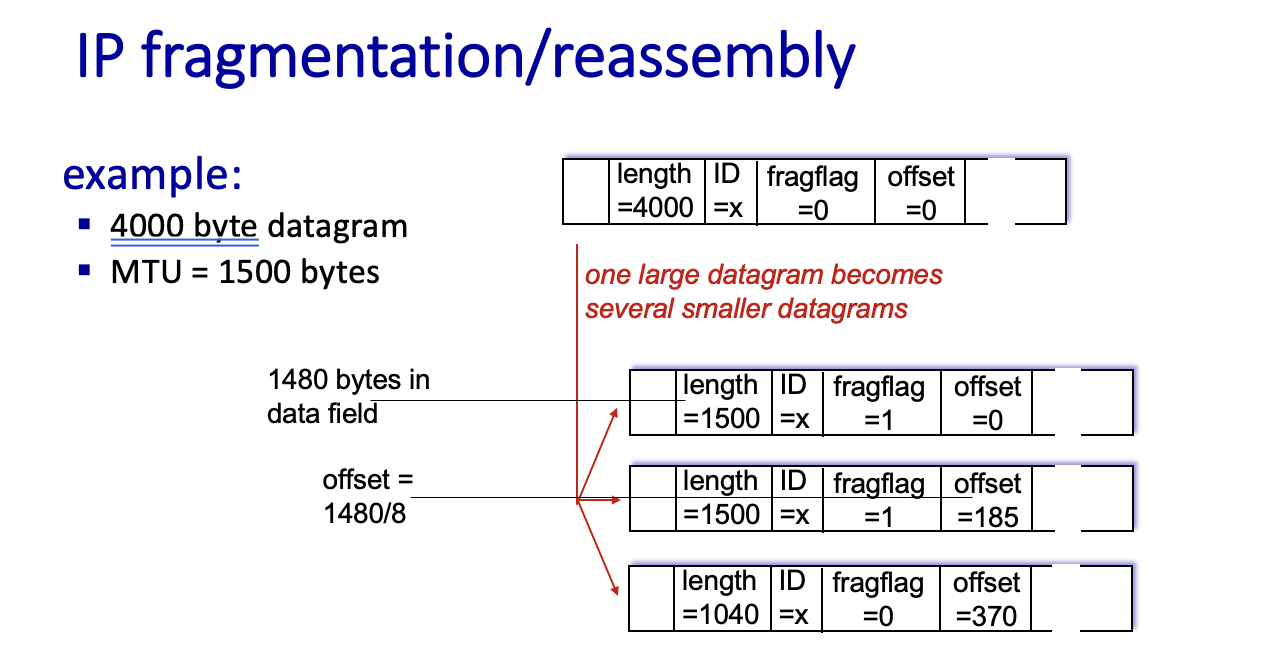 IP fragmentation/reassembly
example:
▪ 4000 byte datagram
▪ MTU = 1500 bytes
length ID fragflag offset
=4000 =x =0 =0
one large datagram becomes
several smaller datagrams
1480 bytes in
data field
length ID fragflag offset
=1500 =x =1 =0
offset =
1480/8
length ID fragflag offset
=1500 =x =1 =185
length ID fragflag offset
=1040 =x =0 =370